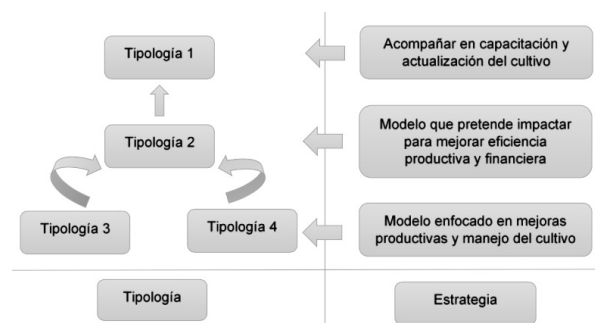 Tipología 1
Acompañar en capacitación y
actualización del cultivo
Tipología 2
Modelo que pretende impactar
para mejorar eficiencia
productiva y financiera
Tipología 3
Tipología 4
Modelo enfocado en mejoras
productivas y manejo del cultivo
Tipología
Estrategia